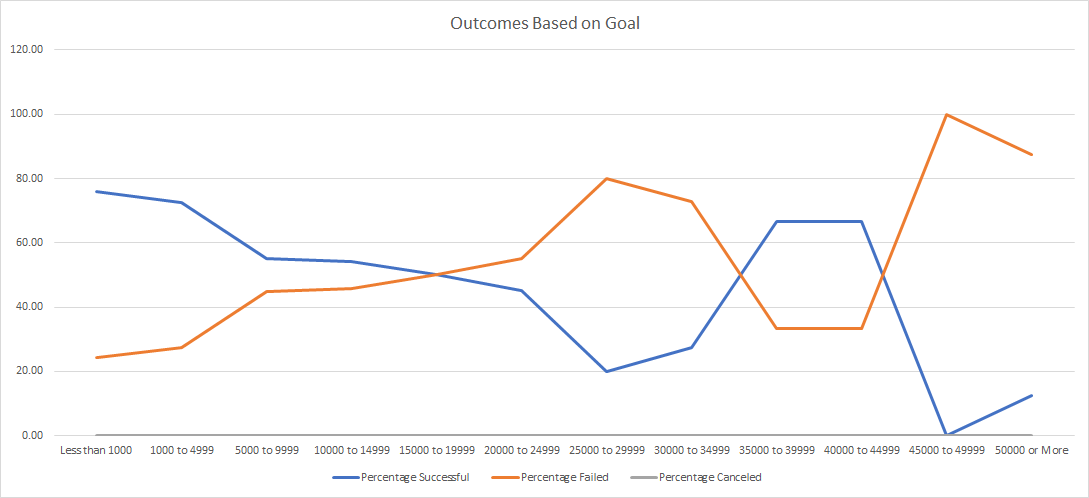 Outcomes Based on Goal
120.00
100.00
80.00
60.00
40.00
20.00
0.00
Less than 1000 1000 to 4999 5000 to 9999 10000 to 14999 15000 to 19999 20000 to 24999 25000 to 29999 30000 to 34999 35000 to 39999 40000 to 44999 45000 to 49999 50000 or More
Percentage Successful Percentage Failed Percentage Canceled